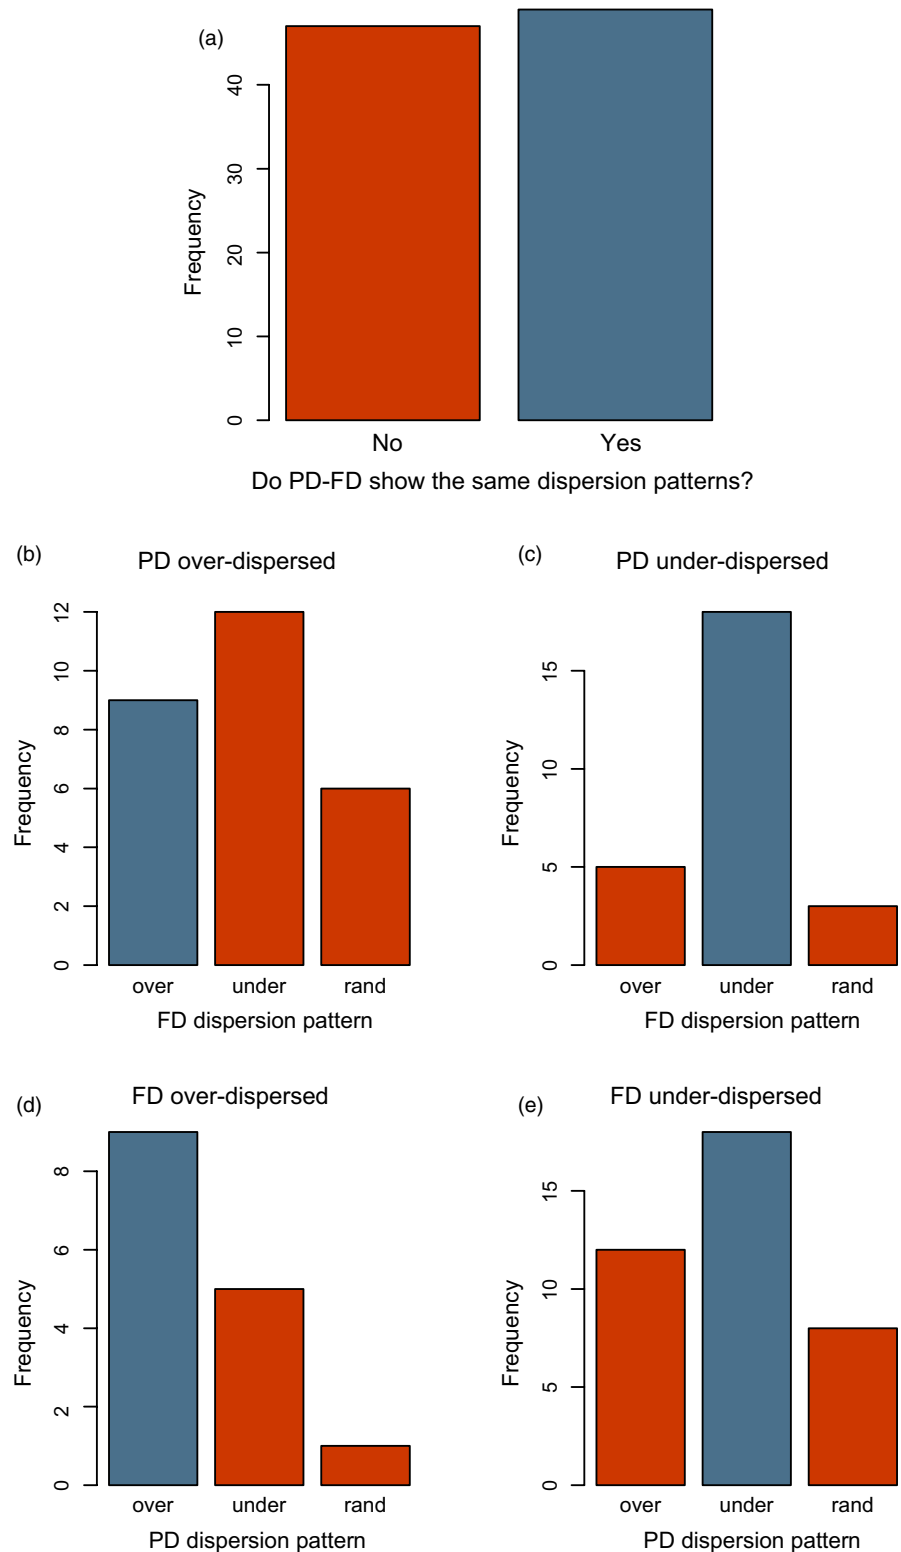 (a)
Frequency
40
30
20
10
0
No Yes
Do PD-FD show the same dispersion patterns?
(b) PD over-dispersed
Frequency
12
10
8
6
4
2
0
over under rand
FD dispersion pattern
(c) PD under-dispersed
Frequency
15
10
5
0
over under rand
FD dispersion pattern
(d) FD over-dispersed
Frequency
8
6
4
2
0
over under rand
PD dispersion pattern
(e) FD under-dispersed
Frequency
15
10
5
0
over under rand
PD dispersion pattern